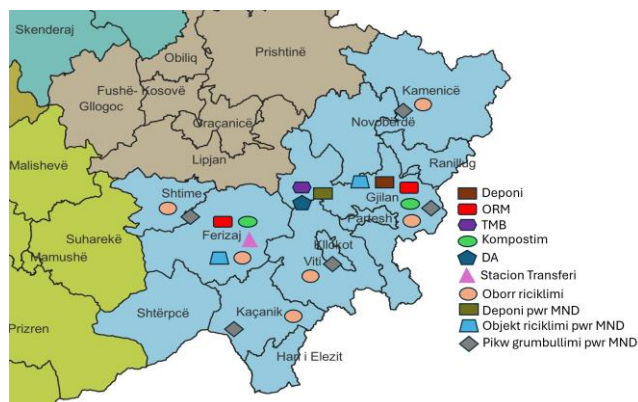 Skenderaj
Obiliq
Prishtinë
Fushë-Kosovë
Gllogoc
Kamenicë
Graçanicë
Novobërdë
Malishevë
Lipjan
Ranillug
Shtime
Gjilan
Partesh
Suharekë
Ferizaj
Mamushë
Kllokot
Viti
Shtërpcë
Kaçanik
Prizren
Han i Elezit
Deponi
ORM
TMB
Kompostim
DA
Stacion Transferi
Oborr riciklimi
Deponi pwr MND
Objekt riciklimi pwr MND
Pikw grumbullimi pwr MND